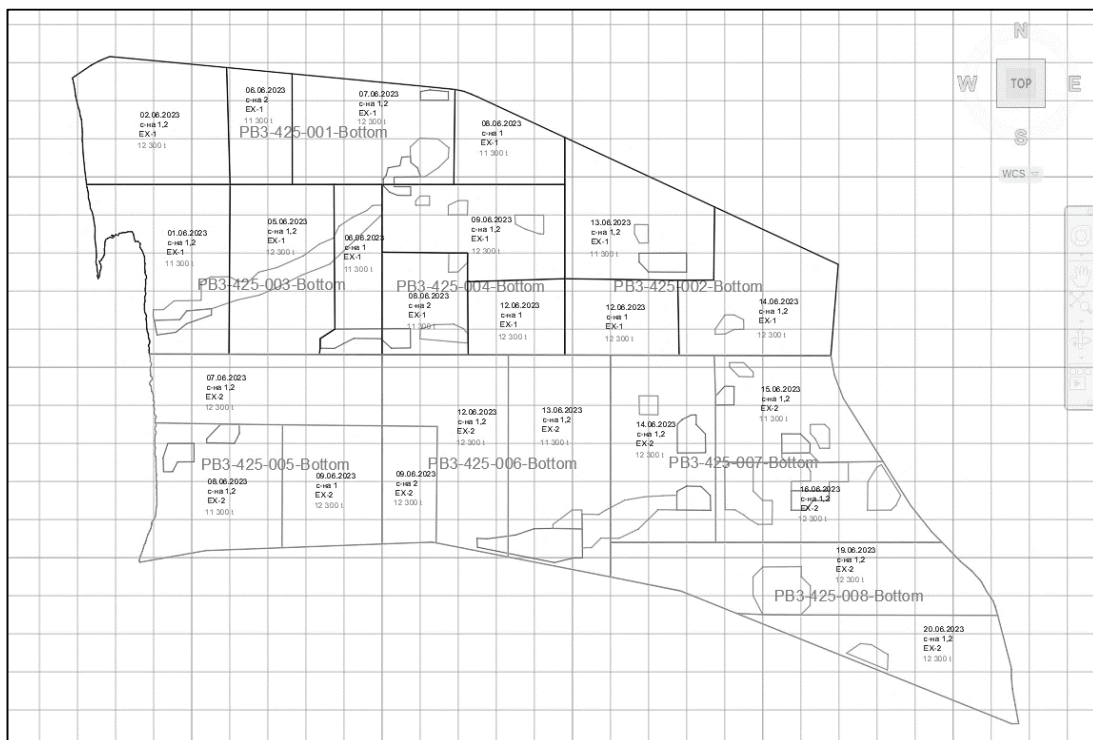 N
W
TOP
E
S
WCS
02.06.2023
с-на 1,2
EX-1
12 300 t
06.06.2023
с-на 2
EX-1
11 300 t
07.06.2023
с-на 1,2
EX-1
12 300 t
PB3-425-001-Bottom
08.06.2023
с-на 1
EX-1
11 300 t
01.06.2023
с-на 1,2
EX-1
11 300 t
05.06.2023
с-на 1,2
EX-1
12 300 t
06.06.2023
с-на 1
EX-1
11 300 t
PB3-425-003-Bottom
09.06.2023
с-на 1,2
EX-1
12 300 t
PB3-425-004-Bottom
08.06.2023
с-на 2
EX-1
11 300 t
12.06.2023
с-на 1
EX-1
12 300 t
13.06.2023
с-на 1,2
EX-1
11 300 t
PB3-425-002-Bottom
12.06.2023
с-на 1
EX-1
12 300 t
14.06.2023
с-на 1,2
EX-1
12 300 t
07.06.2023
с-на 1,2
EX-2
12 300 t
PB3-425-005-Bottom
08.06.2023
с-на 1,2
EX-2
11 300 t
09.06.2023
с-на 1
EX-2
12 300 t
09.06.2023
с-на 2
EX-2
12 300 t
12.06.2023
с-на 1,2
EX-2
12 300 t
13.06.2023
с-на 1,2
EX-2
11 300 t
PB3-425-006-Bottom
14.06.2023
с-на 1,2
EX-2
12 300 t
15.06.2023
с-на 1,2
EX-2
11 300 t
PB3-425-007-Bottom
16.06.2023
с-на 1,2
EX-2
12 300 t
19.06.2023
с-на 1,2
EX-2
12 300 t
PB3-425-008-Bottom
20.06.2023
с-на 1,2
EX-2
12 300 t